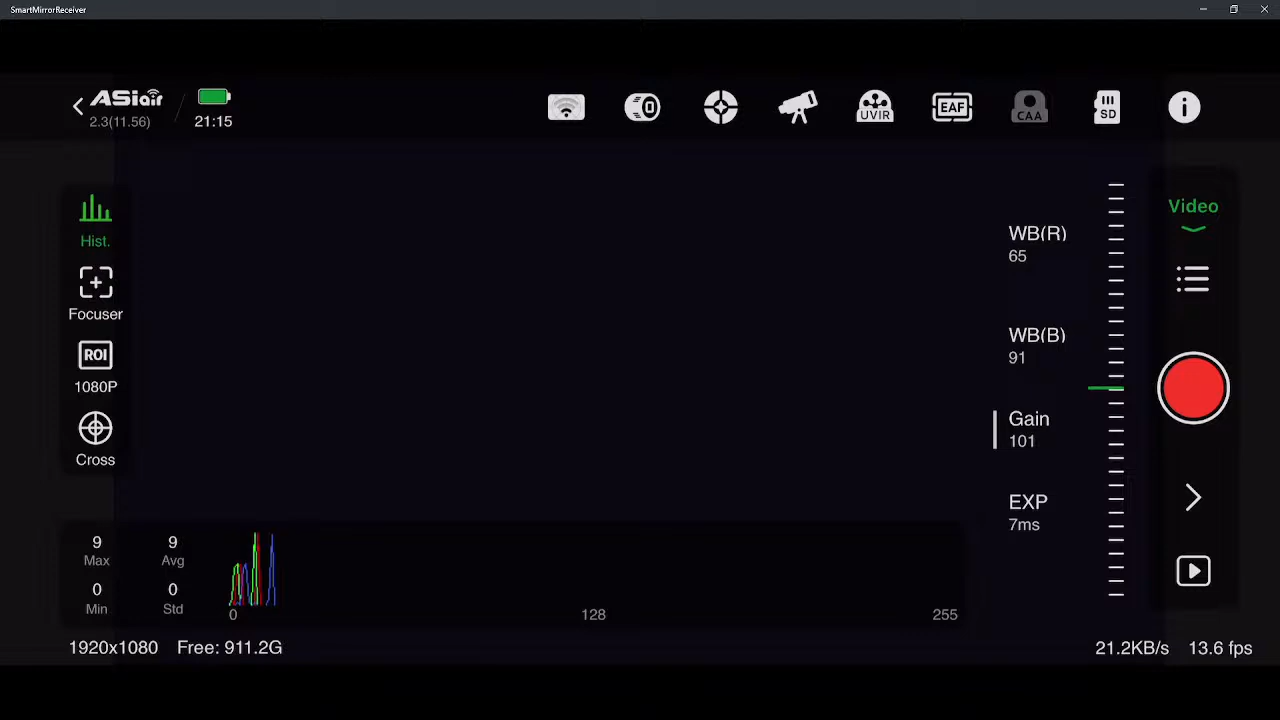 SmartMirrorReceiver
ASiair
2.3(11.56)
21:15
UVIR
EAF
CAA
SD
Hist.
Focuser
ROI
1080P
Cross
WB(R)
65
WB(B)
91
Gain
101
EXP
7ms
Video
9
Max
9
Avg
0
Min
0
Std
0
128
255
1920x1080
Free: 911.2G
21.2KB/s
13.6 fps